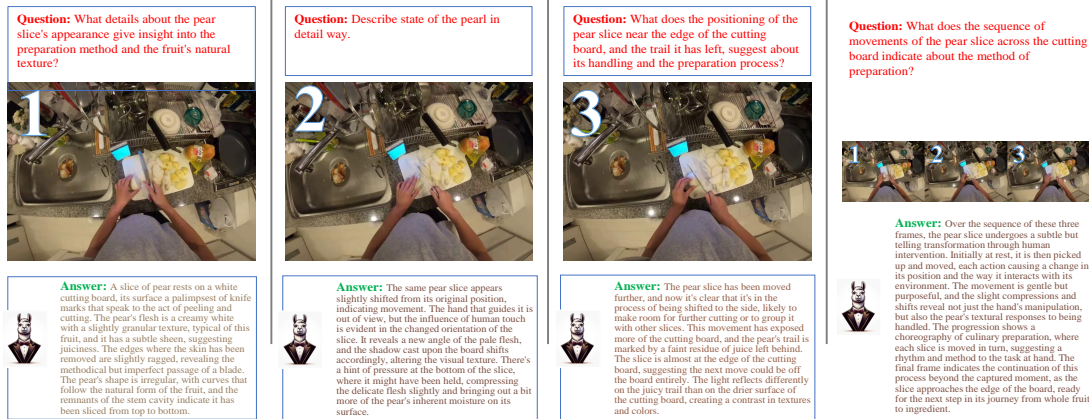 Question: What details about the pear
slice's appearance give insight into the
preparation method and the fruit's natural
texture?
1
Answer: A slice of pear rests on a white
cutting board, its surface a palimpsest of knife
marks that speak to the act of peeling and
cutting. The pear's flesh is a creamy white
with a slightly granular texture, typical of this
fruit, and it has a subtle sheen, suggesting
juiciness. The edges where the skin has been
removed are slightly ragged, revealing the
methodical but imperfect passage of a blade.
The pear's shape is irregular, with curves that
follow the natural form of the fruit, and the
remnants of the stem cavity indicate it has
been sliced from top to bottom.
Question: Describe state of the pearl in
detail way.
2
Answer: The same pear slice appears
slightly shifted from its original position,
indicating movement. The hand that guides it is
out of view, but the influence of human touch
is evident in the changed orientation of the
slice. It reveals a new angle of the pale flesh,
and the shadow cast upon the board shifts
accordingly, altering the visual texture. There's
a hint of pressure at the bottom of the slice,
where it might have been held, compressing
the delicate flesh slightly and bringing out a bit
more of the pear's inherent moisture on its
surface.
Question: What does the positioning of the
pear slice near the edge of the cutting
board, and the trail it has left, suggest about
its handling and the preparation process?
3
Answer: The pear slice has been moved
further, and now it's clear that it's in the
process of being shifted to the side, likely to
make room for further cutting or to group it
with other slices. This movement has exposed
more of the cutting board, and the pear's trail is
marked by a faint residue of juice left behind.
The slice is almost at the edge of the cutting
board, suggesting the next move could be off
the board entirely. The light reflects differently
on the juicy trail than on the drier surface of
the cutting board, creating a contrast in textures
and colors.
Question: What does the sequence of
movements of the pear slice across the cutting
board indicate about the method of
preparation?
1 2 3
Answer: Over the sequence of these three
frames, the pear slice undergoes a subtle but
telling transformation through human
intervention. Initially at rest, it is then picked
up and moved, each action causing a change in
its position and the way it interacts with its
environment. The movement is gentle but
purposeful, and the slight compressions and
shifts reveal not just the hand's manipulation,
but also the pear's textural responses to being
handled. The progression shows a
choreography of culinary preparation, where
each slice is moved in turn, suggesting a
rhythm and method to the task at hand. The
final frame indicates the continuation of this
process beyond the captured moment, as the
slice approaches the edge of the board, ready
for the next step in its journey from whole fruit
to ingredient.